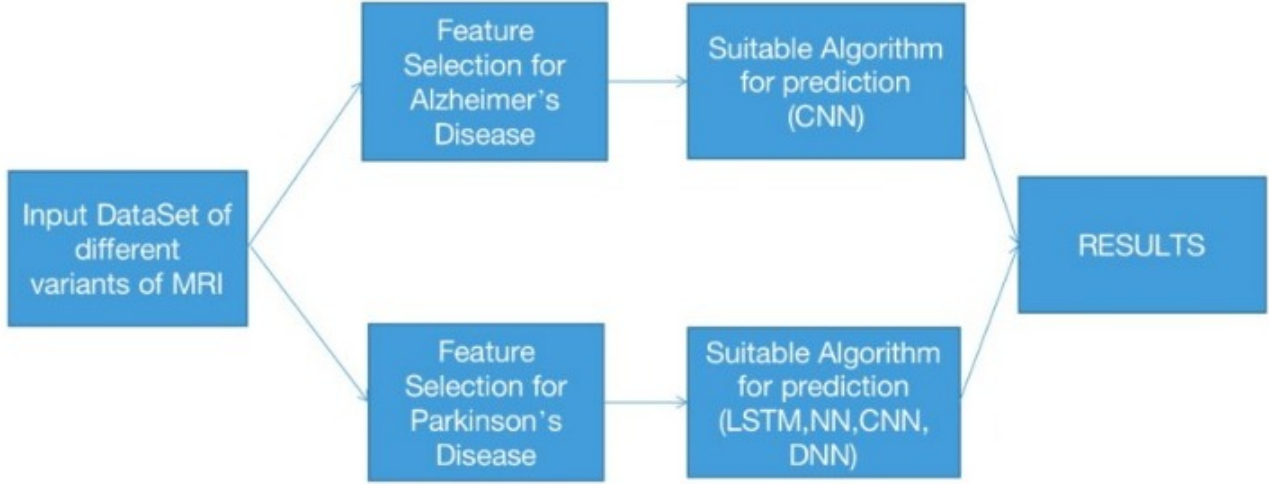 Feature
Selection for
Alzheimer’s
Disease
Suitable Algorithm
for prediction
(CNN)
Input DataSet of
different
variants of MRI
RESULTS
Feature
Selection for
Parkinson’s
Disease
Suitable Algorithm
for prediction
(LSTM,NN,CNN,
DNN)